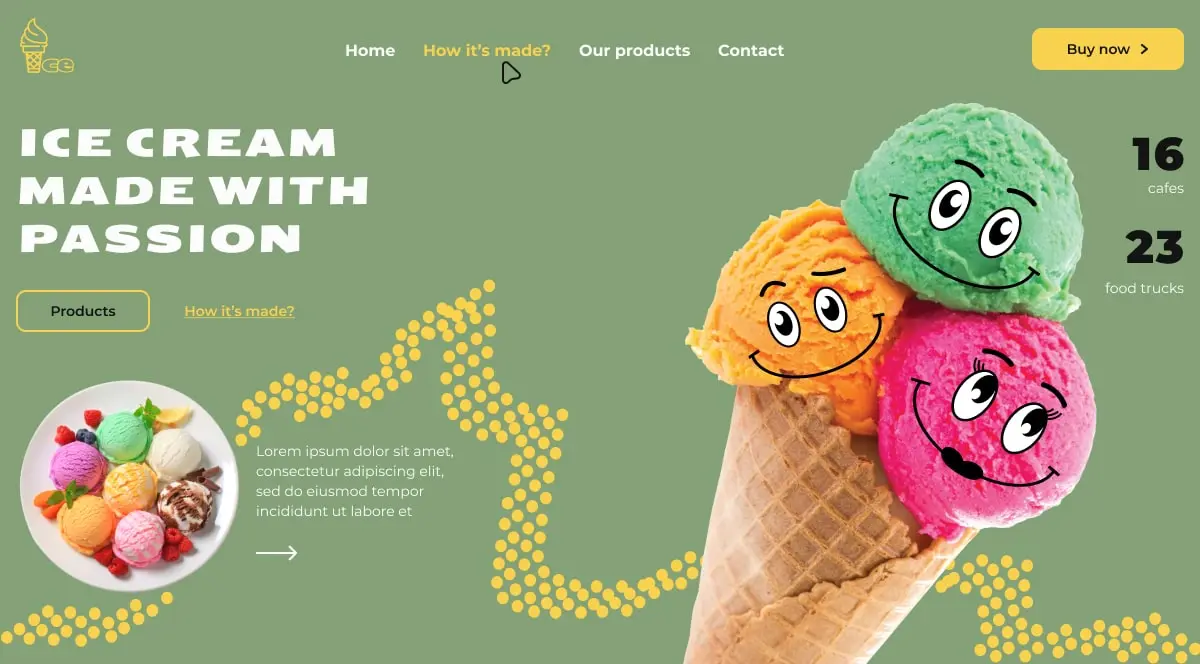 ce
Home How it’s made? Our products Contact
Buy now
ICE CREAM
MADE WITH
PASSION
Products How it’s made?
16
cafes
23
food trucks
Lorem ipsum dolor sit amet,
consectetur adipiscing elit,
sed do eiusmod tempor
incididunt ut labore et